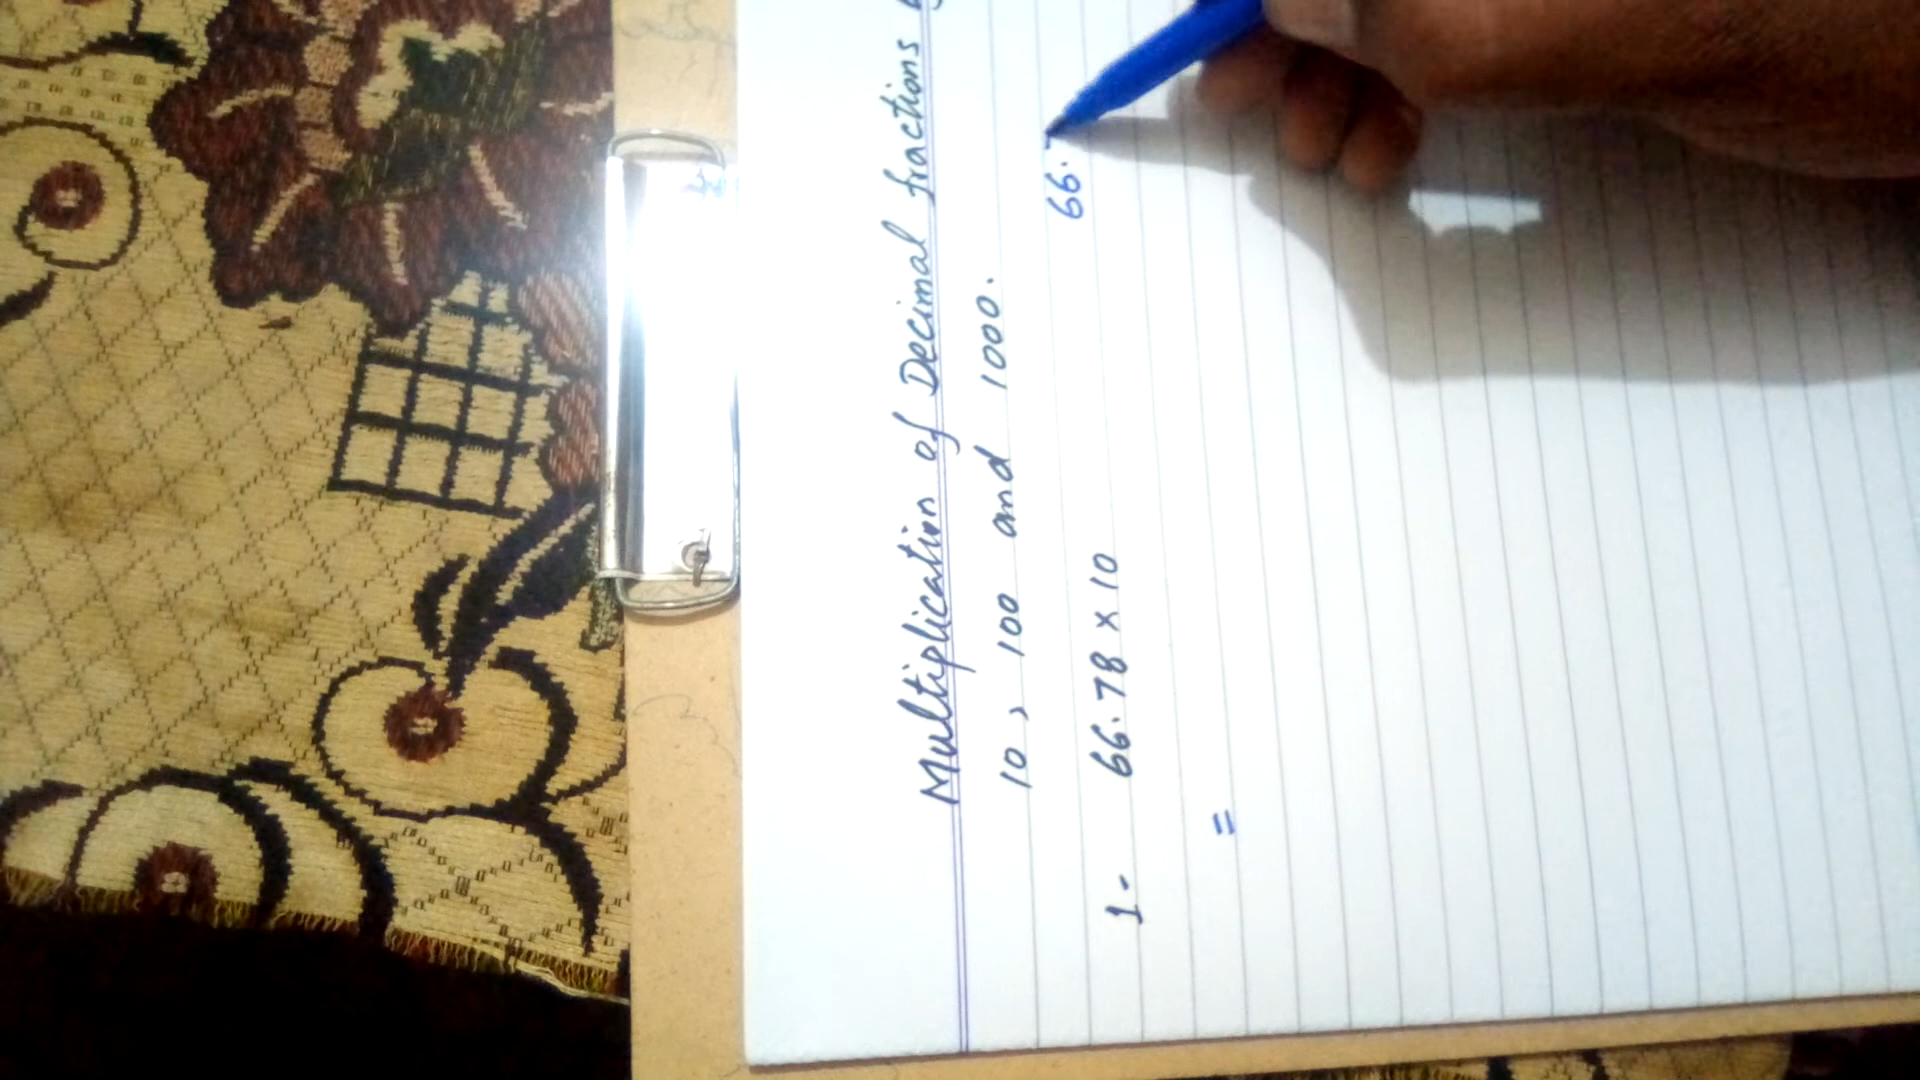 Multiplication of Decimal fractions
10, 100 and 1000.
66.
1- 66.78 × 10
=